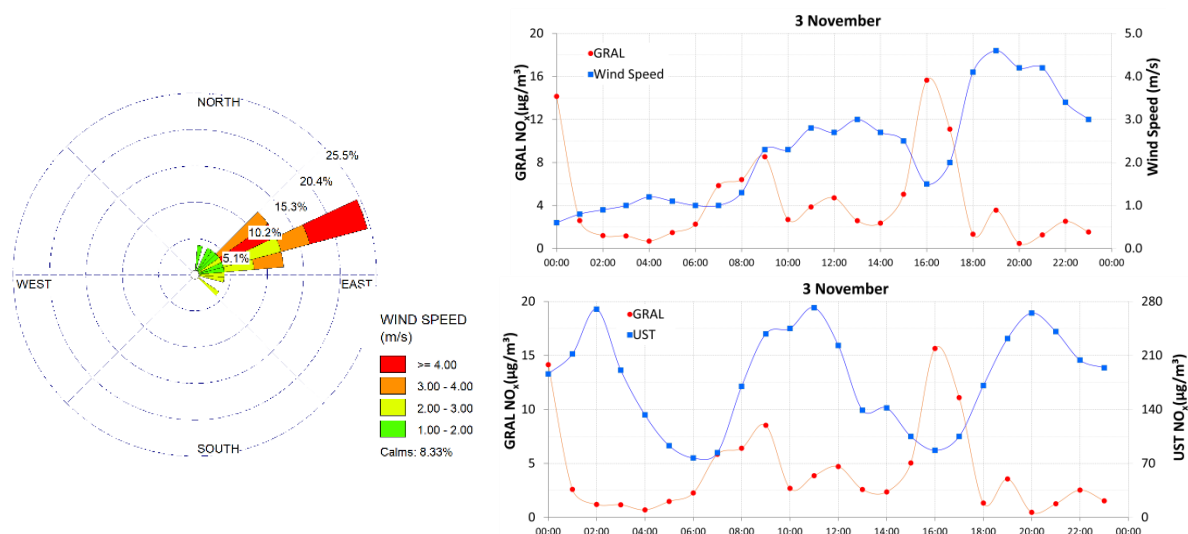 NORTH
25.5%
20.4%
15.3%
10.2%
5.1%
WEST
EAST
SOUTH
WIND SPEED
(m/s)
>= 4.00
3.00 - 4.00
2.00 - 3.00
1.00 - 2.00
Calms: 8.33%
3 November
GRAL
Wind Speed
GRAL NOx(µg/m³)
Wind Speed (m/s)
20
16
12
8
4
0
5.0
4.0
3.0
2.0
1.0
0.0
00:00 02:00 04:00 06:00 08:00 10:00 12:00 14:00 16:00 18:00 20:00 22:00 00:00
3 November
GRAL
UST
GRAL NOx(µg/m³)
UST NOx(µg/m³)
20
15
10
5
0
280
210
140
70
0
00:00 02:00 04:00 06:00 08:00 10:00 12:00 14:00 16:00 18:00 20:00 22:00 00:00